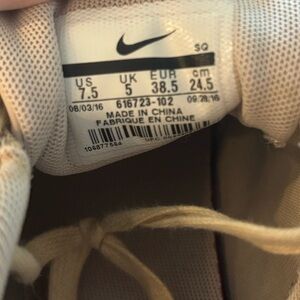 SQ
US UK EUR cm
7.5 5 38.5 24.5
08/03/16 616723-102 09/28/16
MADE IN CHINA
FABRIQUE EN CHINE